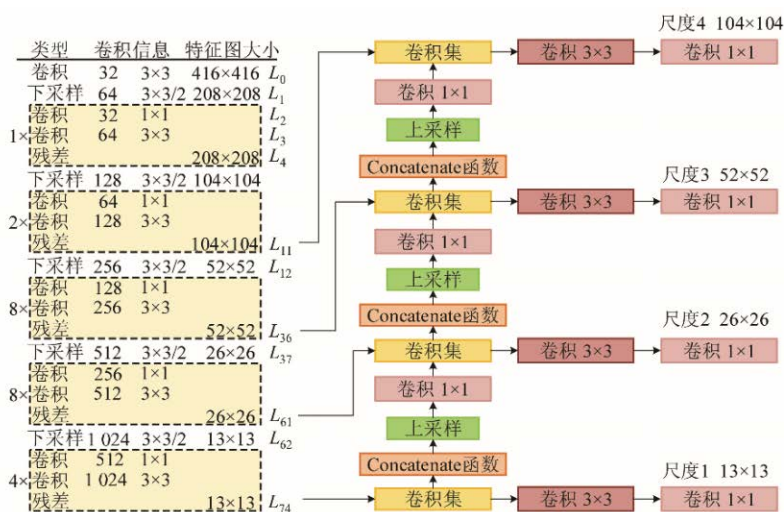 类型 卷积信息 特征图大小
卷积 32 3×3 416×416 L0
下采样 64 3×3/2 208×208 L1
卷积 32 1×1 L2
1× 卷积 64 3×3 L3
残差 208×208 L4
下采样 128 3×3/2 104×104
卷积 64 1×1
2× 卷积 128 3×3
残差 104×104 L11
下采样 256 3×3/2 52×52 L12
卷积 128 1×1
8× 卷积 256 3×3
残差 52×52 L36
下采样 512 3×3/2 26×26 L37
卷积 256 1×1
8× 卷积 512 3×3
残差 26×26 L61
下采样 1 024 3×3/2 13×13 L62
卷积 512 1×1
4× 卷积 1 024 3×3
残差 13×13 L74
尺度4 104×104
卷积集 卷积 3×3 卷积 1×1
卷积 1×1
上采样
Concatenate函数
尺度3 52×52
卷积集 卷积 3×3 卷积 1×1
卷积 1×1
上采样
Concatenate函数
尺度2 26×26
卷积集 卷积 3×3 卷积 1×1
卷积 1×1
上采样
Concatenate函数
尺度1 13×13
卷积集 卷积 3×3 卷积 1×1